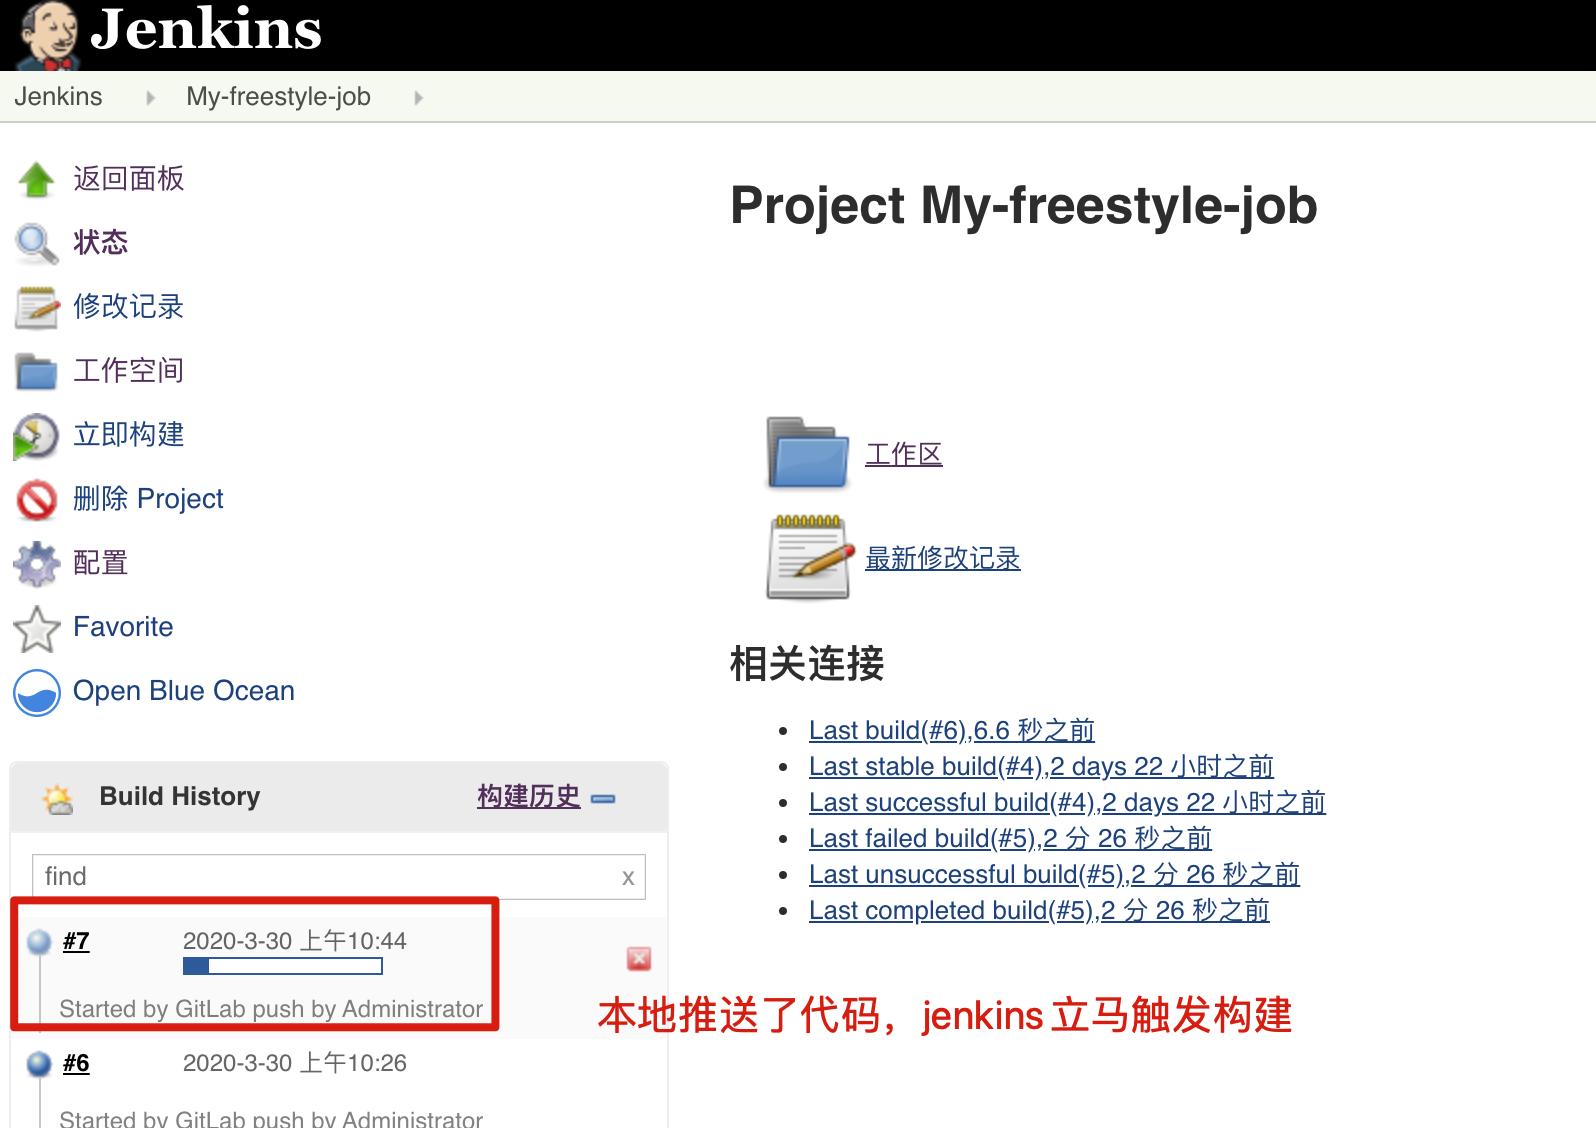 Jenkins
Jenkins
My-freestyle-job
返回面板
状态
修改记录
工作空间
立即构建
删除 Project
配置
Favorite
Open Blue Ocean
Build History
构建历史
find
x
#7
2020-3-30 上午10:44
Started by GitLab push by Administrator
#6
2020-3-30 上午10:26
Started by GitLab push by Administrator
Project My-freestyle-job
工作区
最新修改记录
相关连接
Last build(#6),6.6 秒之前
Last stable build(#4),2 days 22 小时之前
Last successful build(#4),2 days 22 小时之前
Last failed build(#5),2 分 26 秒之前
Last unsuccessful build(#5),2 分 26 秒之前
Last completed build(#5),2 分 26 秒之前
本地推送了代码，jenkins 立马触发构建